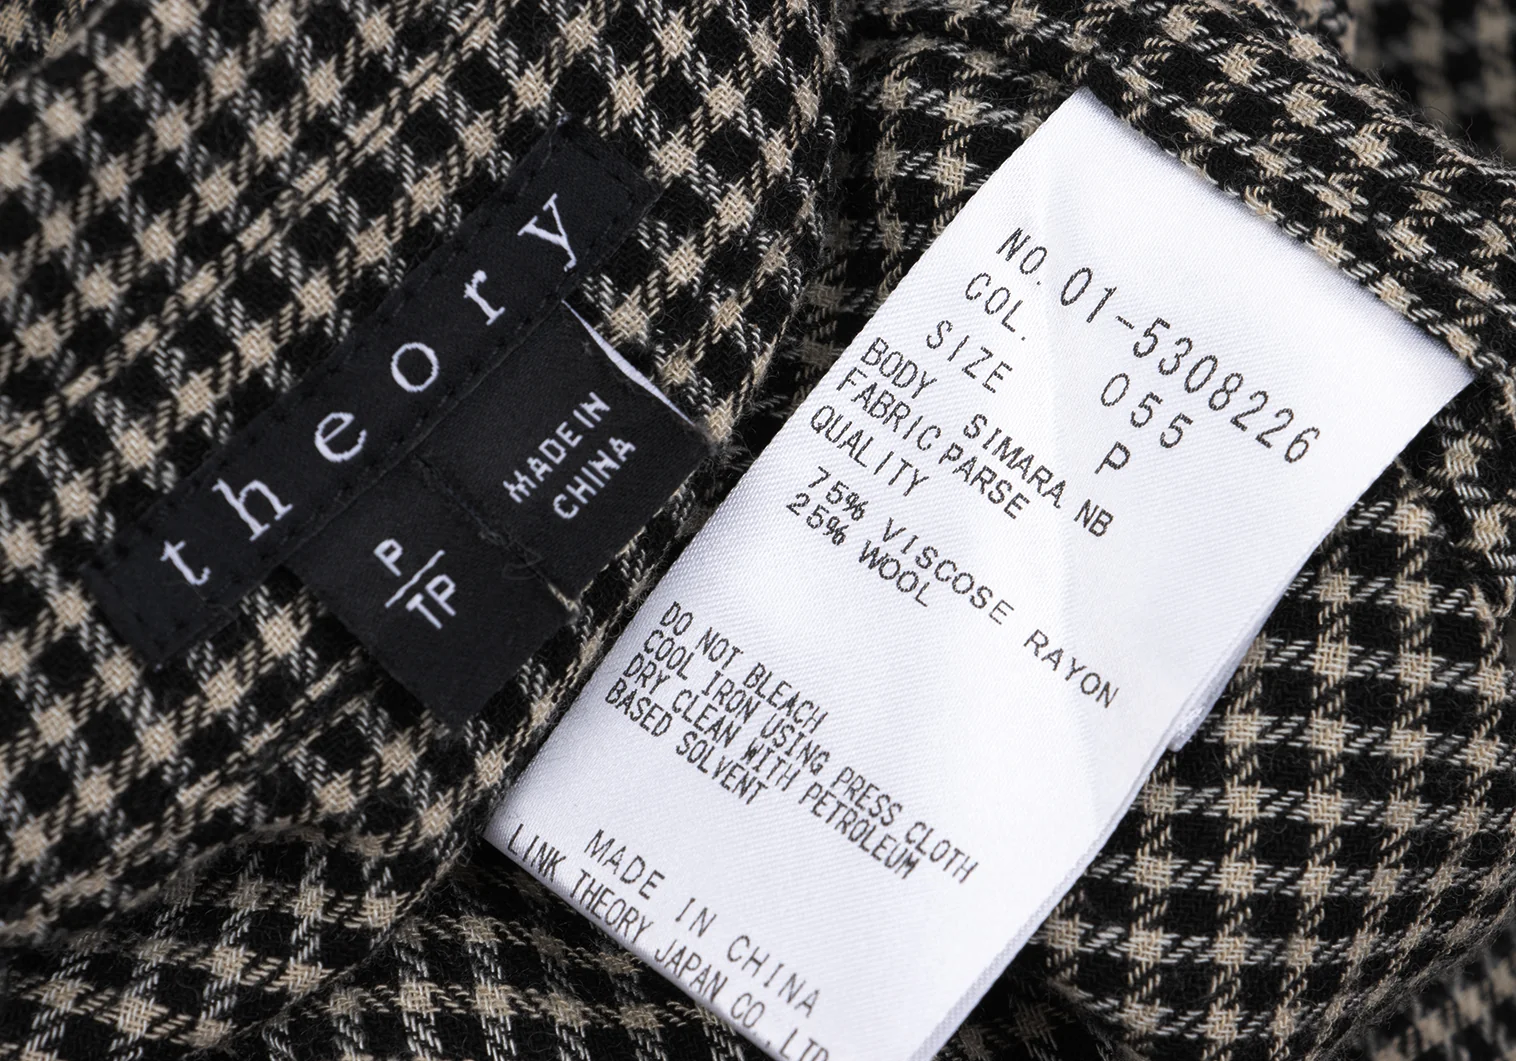 theory
MADE IN
CHINA
P/TP
NO. 01-5308226
COL. 055
SIZE P
BODY SIMARA NB
FABRIC PARSE
QUALITY
75% VISCOSE RAYON
25% WOOL
DO NOT BLEACH
COOL IRON USING PRESS CLOTH
DRY CLEAN WITH PETROLEUM
BASED SOLVENT
MADE IN CHINA
LINK THEORY JAPAN CO., LTD